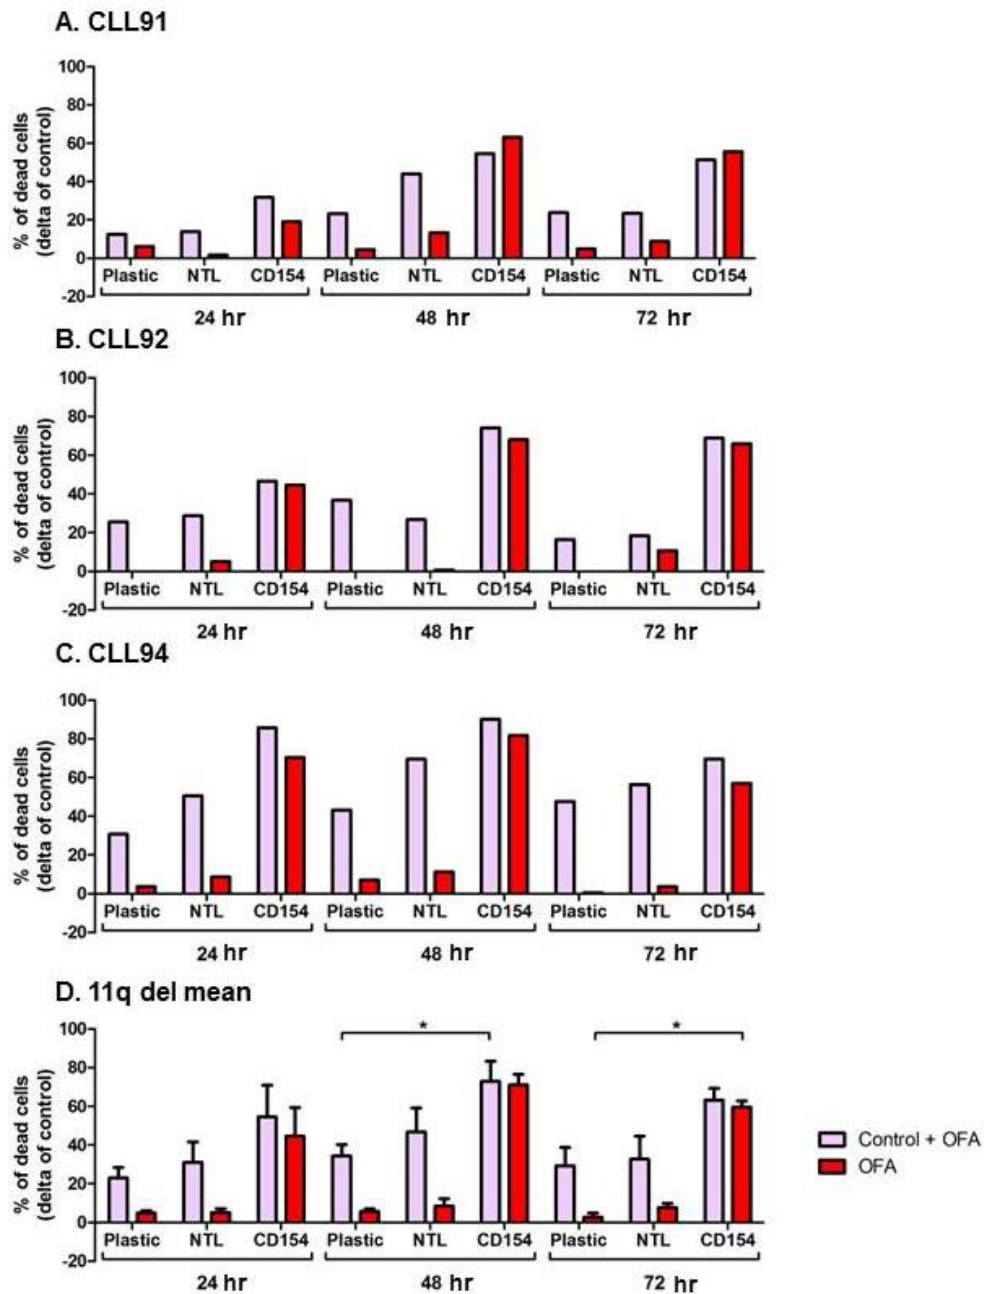 A. CLL91
% of dead cells
(delta of control)
100
80
60
40
20
0
-20
Plastic NTL CD154 Plastic NTL CD154 Plastic NTL CD154
24 hr 48 hr 72 hr
B. CLL92
% of dead cells
(delta of control)
100
80
60
40
20
0
-20
Plastic NTL CD154 Plastic NTL CD154 Plastic NTL CD154
24 hr 48 hr 72 hr
C. CLL94
% of dead cells
(delta of control)
100
80
60
40
20
0
-20
Plastic NTL CD154 Plastic NTL CD154 Plastic NTL CD154
24 hr 48 hr 72 hr
D. 11q del mean
% of dead cells
(delta of control)
100
80
60
40
20
0
-20
* *
Plastic NTL CD154 Plastic NTL CD154 Plastic NTL CD154
24 hr 48 hr 72 hr
Control + OFA
OFA